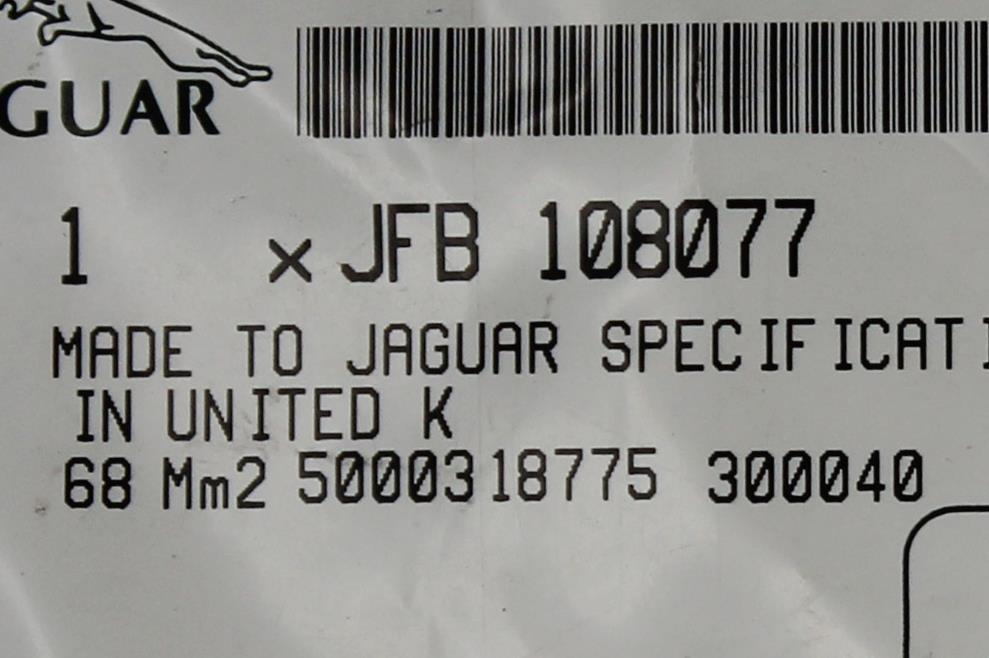 GUAR
1 x JFB 108077
MADE TO JAGUAR SPECIFICATI
IN UNITED K
68 Mm2 5000318775 300040